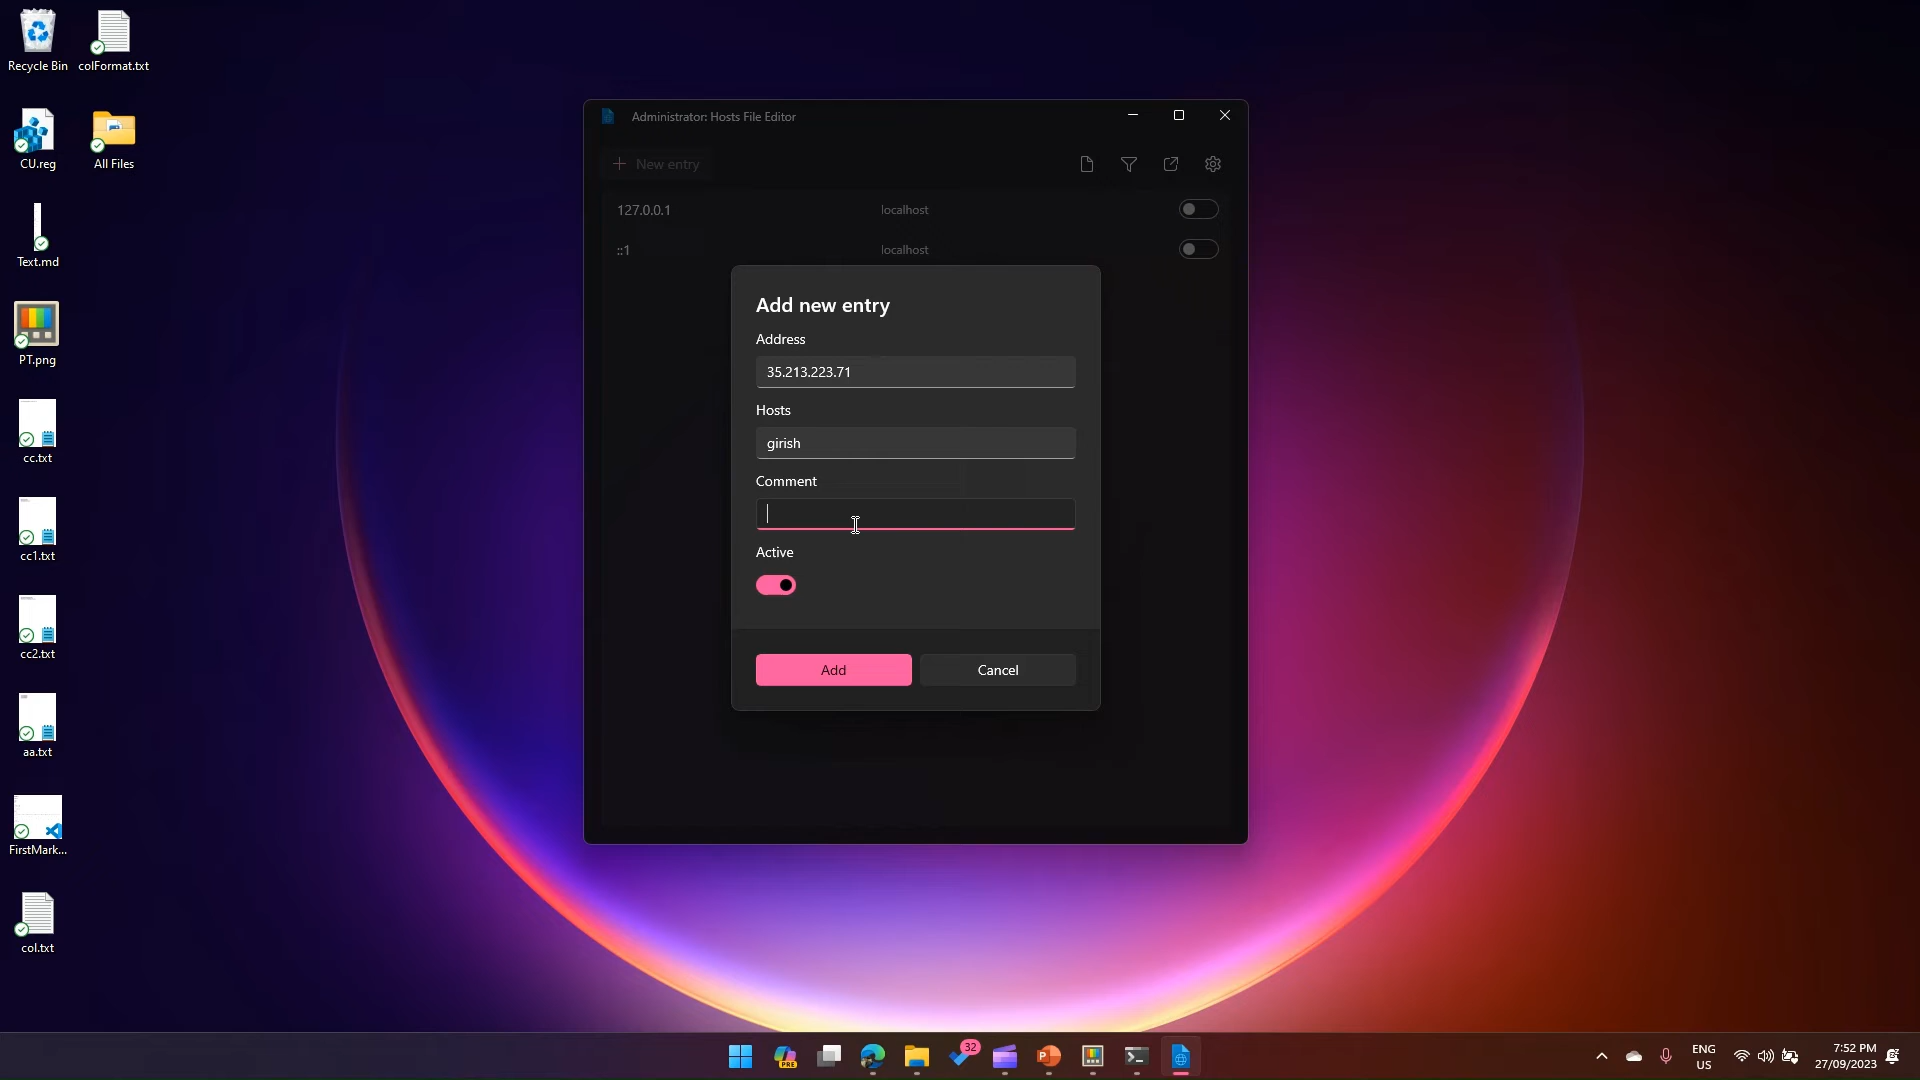 Recycle Bin
colFormat.txt
CU.reg
All Files
Text.md
PT.png
cc.txt
cc1.txt
cc2.txt
aa.txt
FirstMark...
col.txt
Administrator: Hosts File Editor
New entry
127.0.0.1
localhost
::1
localhost
Add new entry
Address
35.213.223.71
Hosts
girish
Comment
Active
Add
Cancel
PRE
32
ENG
US
7:52 PM
27/09/2023